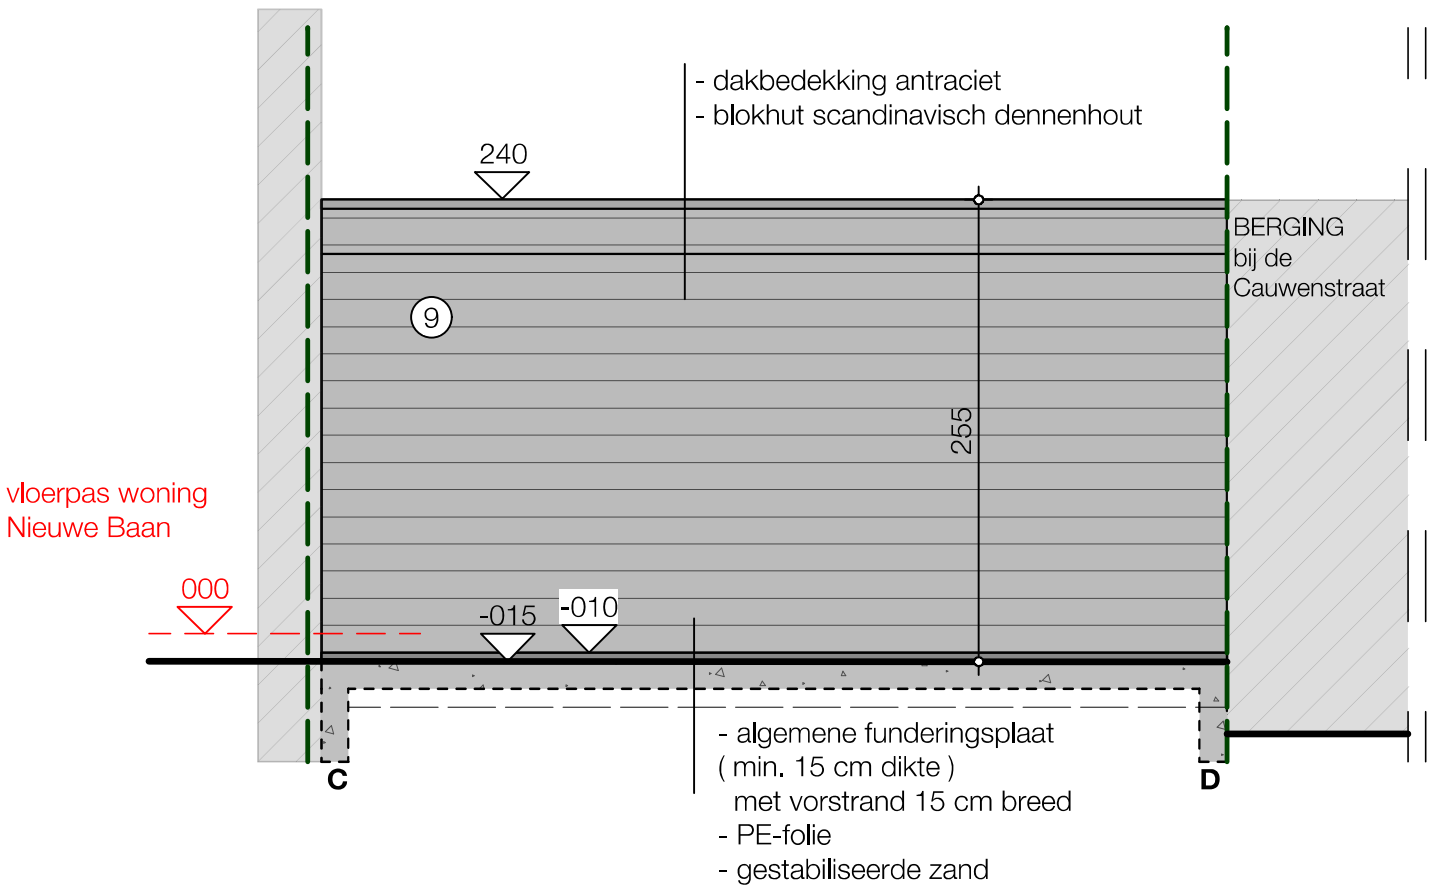 - dakbedekking antraciet
- blokhut scandinavisch dennenhout
240
BERGING
bij de
Cauwenstraat
9
255
vloerpas woning
Nieuwe Baan
000
-015
-010
- algemene funderingsplaat
( min. 15 cm dikte )
met vorstrand 15 cm breed
- PE-folie
- gestabiliseerde zand
C
D